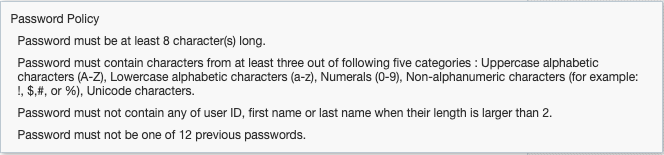 Password Policy
Password must be at least 8 character(s) long.
Password must contain characters from at least three out of following five categories : Uppercase alphabetic
characters (A-Z), Lowercase alphabetic characters (a-z), Numerals (0-9), Non-alphanumeric characters (for example:
!, $,#, or %), Unicode characters.
Password must not contain any of user ID, first name or last name when their length is larger than 2.
Password must not be one of 12 previous passwords.